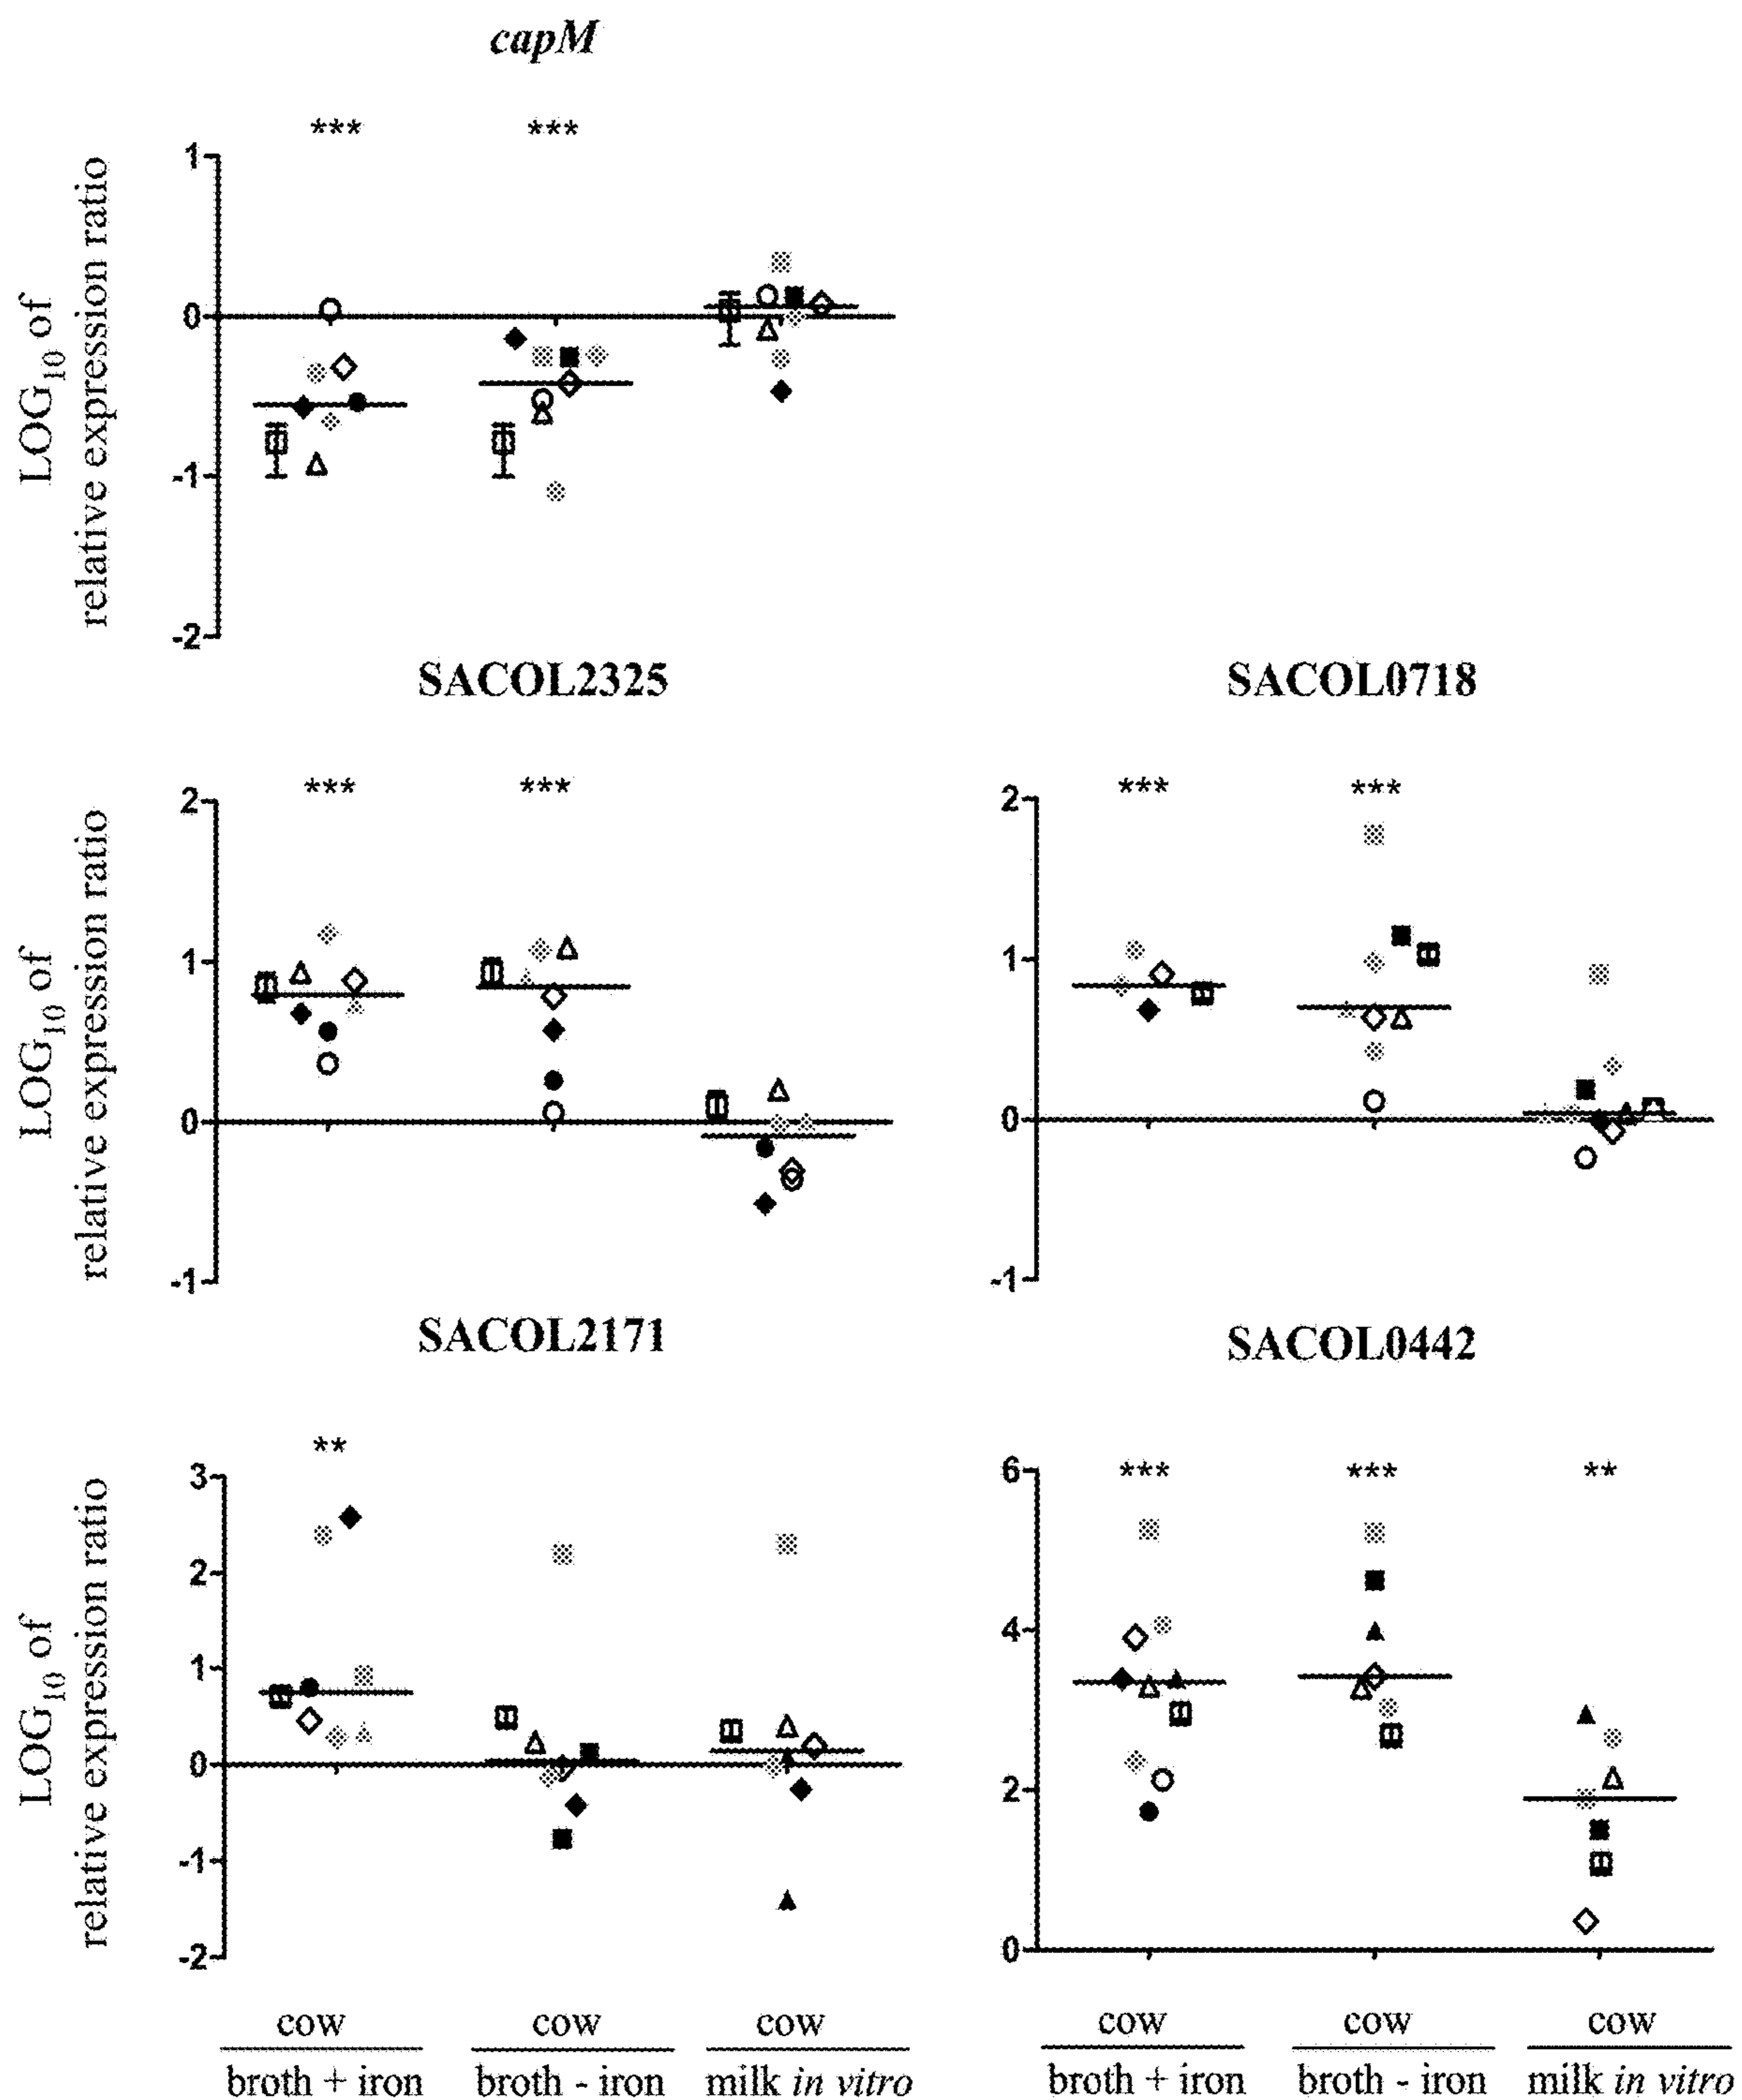 capM
*** ***
LOG10 of
relative expression ratio
1
0
-1
-2
SACOL2325
*** ***
LOG10 of
relative expression ratio
2
1
0
-1
SACOL0718
*** ***
2
1
0
-1
SACOL2171
**
LOG10 of
relative expression ratio
3
2
1
0
-1
-2
SACOL0442
*** *** **
6
4
2
0
cow cow cow cow cow cow
broth + iron broth - iron milk in vitro broth + iron broth - iron milk in vitro